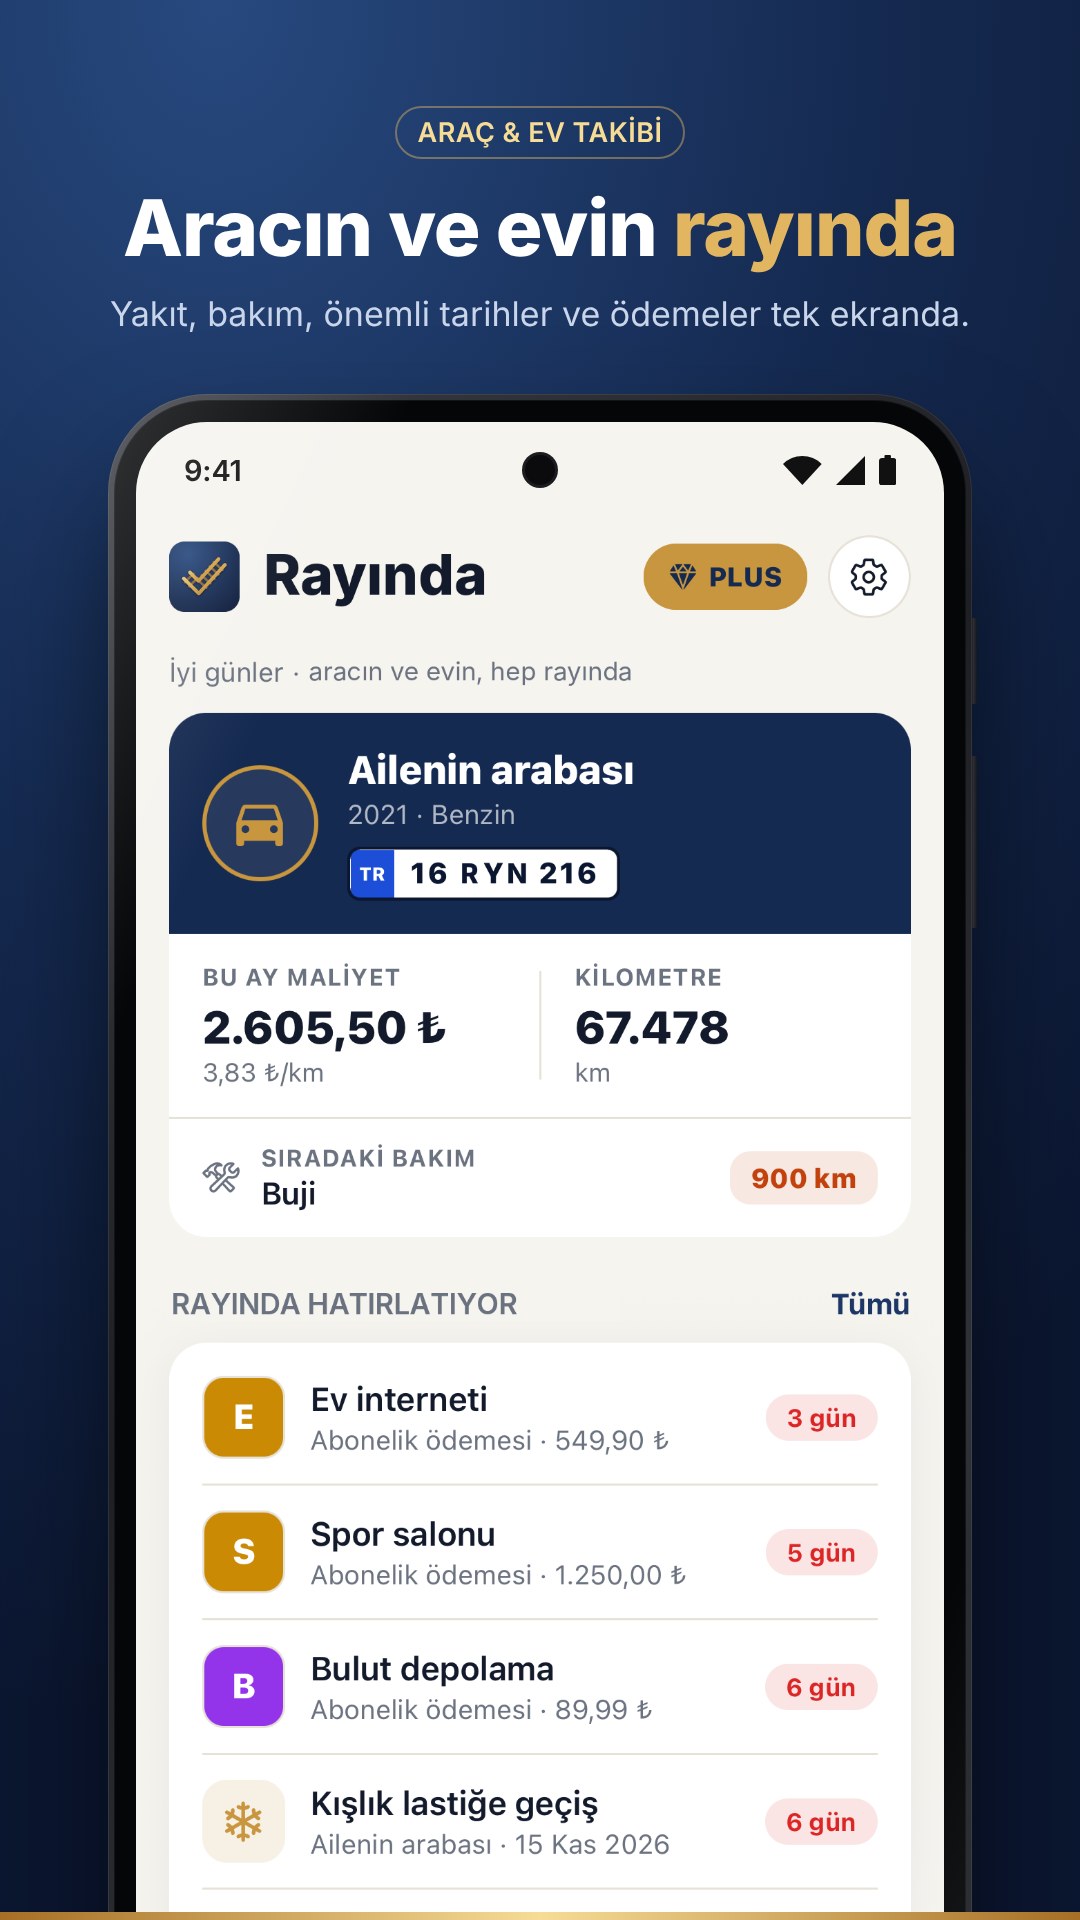 ARAÇ & EV TAKİBİ
Aracın ve evin rayında
Yakıt, bakım, önemli tarihler ve ödemeler tek ekranda.
9:41
Rayında
PLUS
İyi günler · aracın ve evin, hep rayında
Ailenin arabası
2021 · Benzin
TR 16 RYN 216
BU AY MALİYET
2.605,50 ₺
3,83 ₺/km
KİLOMETRE
67.478
km
SIRADAKİ BAKIM
Buji
900 km
RAYINDA HATIRLATIYOR
Tümü
E
Ev interneti
Abonelik ödemesi · 549,90 ₺
3 gün
S
Spor salonu
Abonelik ödemesi · 1.250,00 ₺
5 gün
B
Bulut depolama
Abonelik ödemesi · 89,99 ₺
6 gün
Kışlık lastiğe geçiş
Ailenin arabası · 15 Kas 2026
6 gün